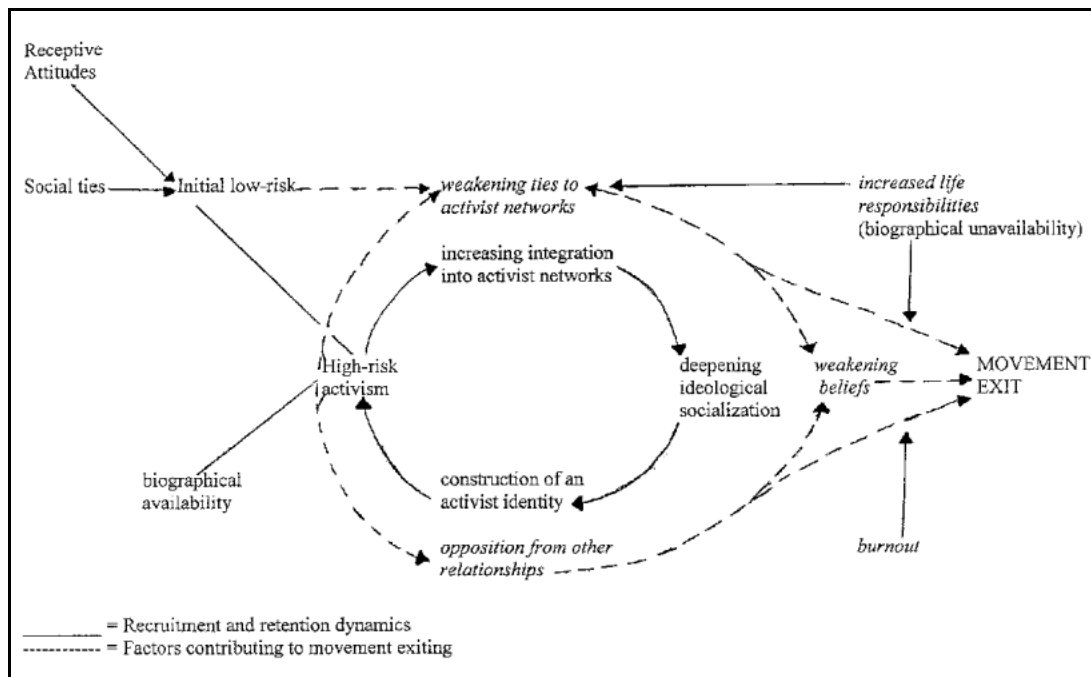 Receptive
Attitudes
Social ties
Initial low-risk
weakening ties to
activist networks
increased life
responsibilities
(biographical unavailability)
increasing integration
into activist networks
High-risk
activism
deepening
ideological
socialization
weakening
beliefs
MOVEMENT
EXIT
biographical
availability
construction of an
activist identity
opposition from other
relationships
burnout
= Recruitment and retention dynamics
= Factors contributing to movement exiting